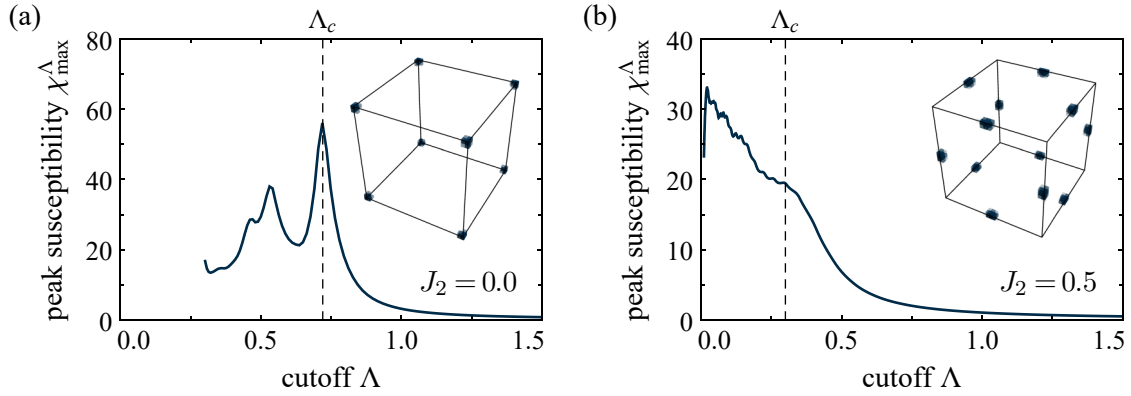 (a)
Λc
peak susceptibility χΛmax
80
60
40
20
0
0.0 0.5 1.0 1.5
cutoff Λ
J2 = 0.0
(b)
Λc
peak susceptibility χΛmax
40
30
20
10
0
0.0 0.5 1.0 1.5
cutoff Λ
J2 = 0.5